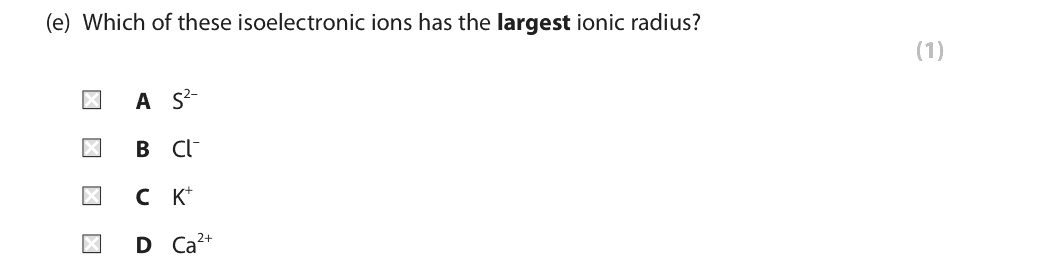 (e) Which of these isoelectronic ions has the largest ionic radius?
(1)
A S²⁻
B Cl⁻
C K⁺
D Ca²⁺